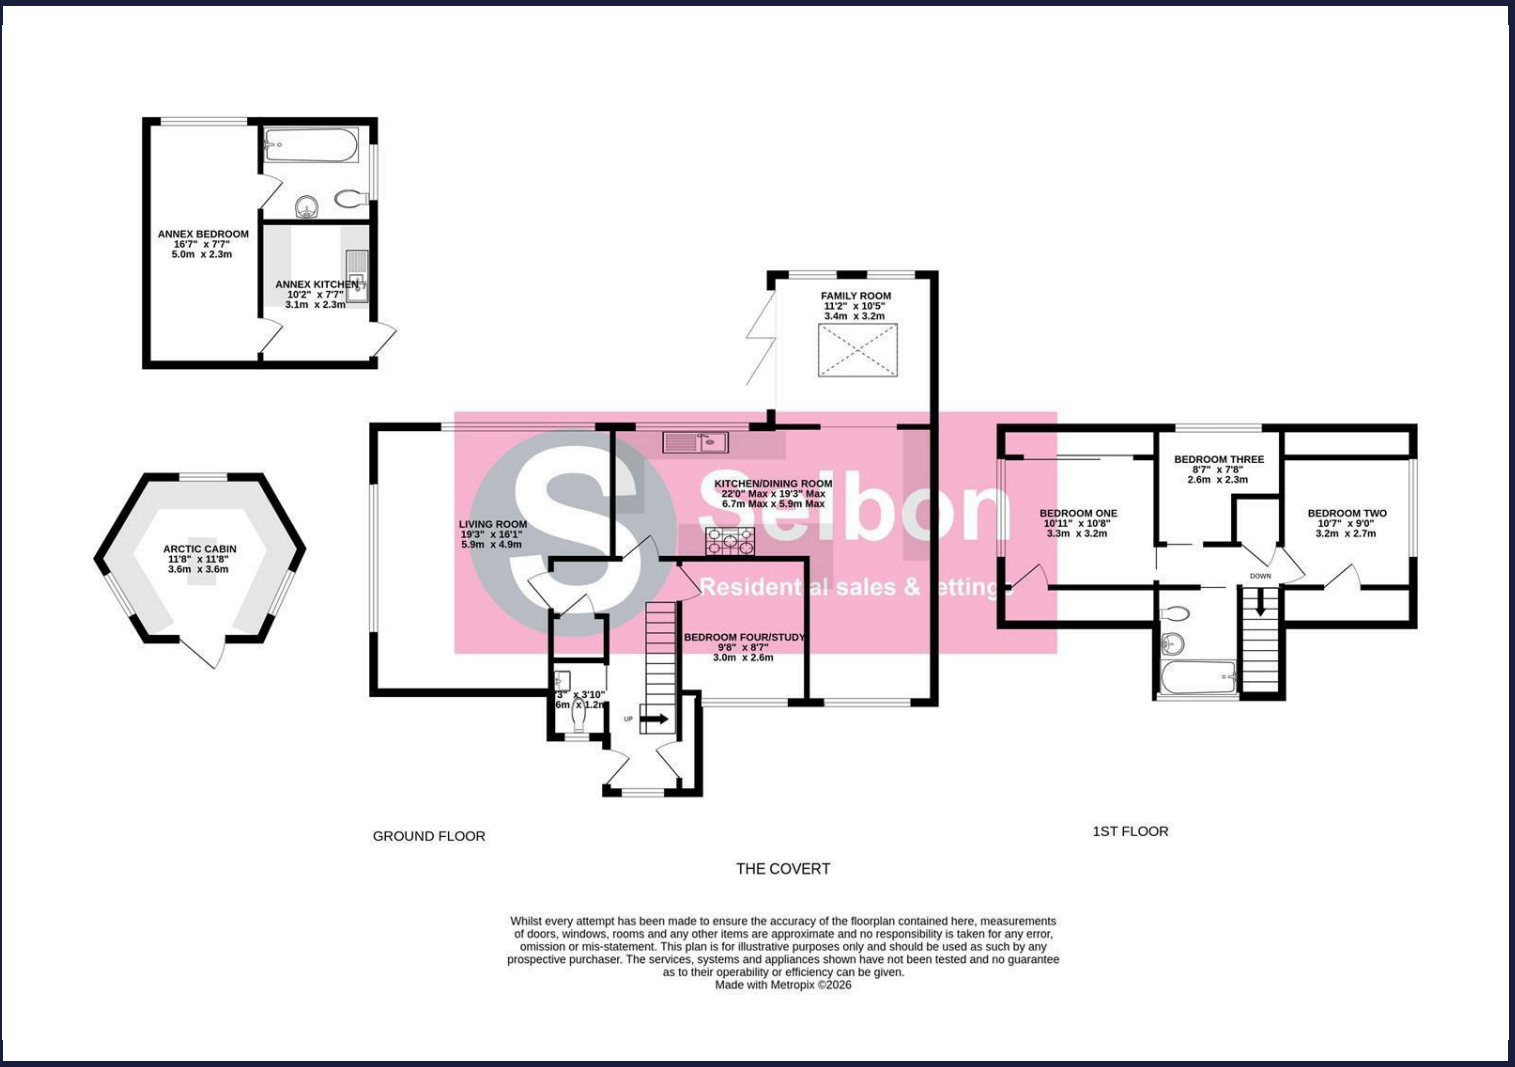 ANNEX BEDROOM
16'7" x 7'7"
5.0m x 2.3m
ANNEX KITCHEN
10'2" x 7'7"
3.1m x 2.3m
FAMILY ROOM
11'2" x 10'5"
3.4m x 3.2m
ARCTIC CABIN
11'8" x 11'8"
3.6m x 3.6m
LIVING ROOM
19'3" x 16'1"
5.9m x 4.9m
KITCHEN/DINING ROOM
22'0" Max x 19'3" Max
6.7m Max x 5.9m Max
Selbon
Residential sales & lettings
BEDROOM FOUR/STUDY
9'8" x 8'7"
3.0m x 2.6m
3" x 3'10"
6m x 1.2m
UP
BEDROOM ONE
10'11" x 10'8"
3.3m x 3.2m
BEDROOM THREE
8'7" x 7'8"
2.6m x 2.3m
BEDROOM TWO
10'7" x 9'0"
3.2m x 2.7m
DOWN
GROUND FLOOR
1ST FLOOR
THE COVERT
Whilst every attempt has been made to ensure the accuracy of the floorplan contained here, measurements
of doors, windows, rooms and any other items are approximate and no responsibility is taken for any error,
omission or mis-statement. This plan is for illustrative purposes only and should be used as such by any
prospective purchaser. The services, systems and appliances shown have not been tested and no guarantee
as to their operability or efficiency can be given.
Made with Metropix ©2026